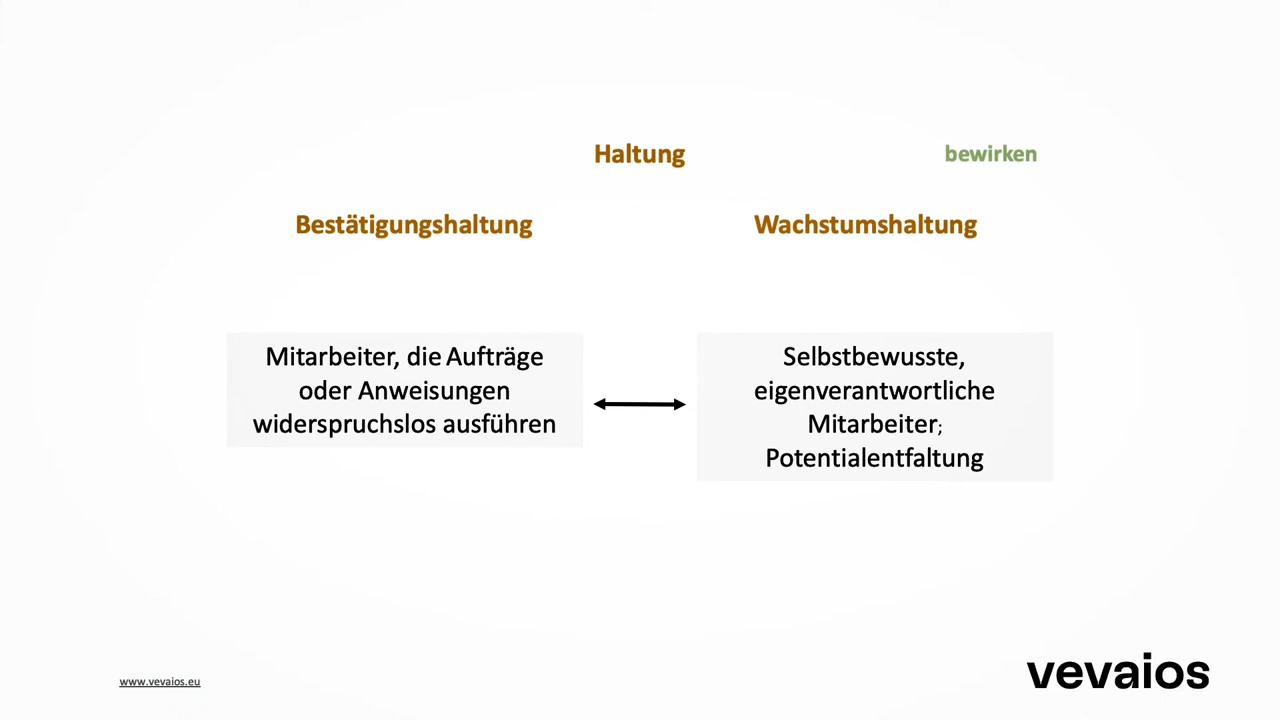 Haltung
bewirken
Bestätigungshaltung
Wachstumshaltung
Mitarbeiter, die Aufträge
oder Anweisungen
widerspruchslos ausführen
Selbstbewusste,
eigenverantwortliche
Mitarbeiter;
Potentialentfaltung
www.vevaios.eu
vevaios